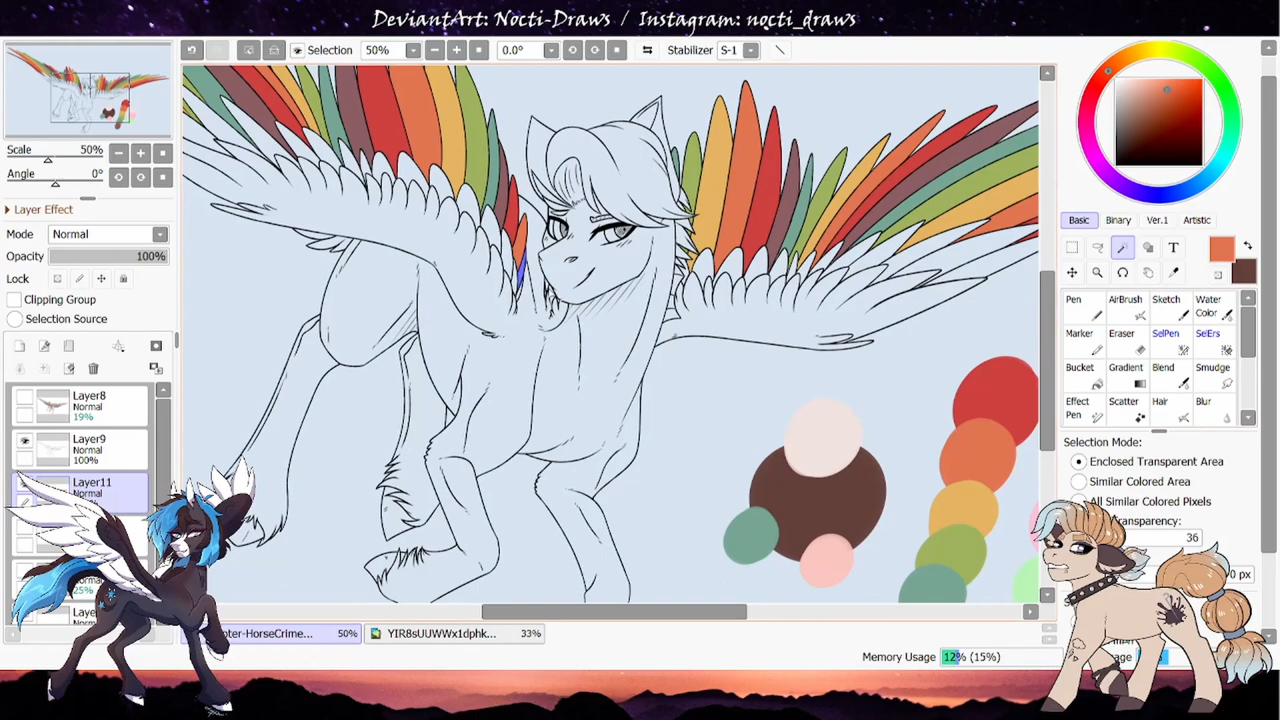 DeviantArt: Nocti-Draws / Instagram: nocti_draws
Selection 50% 0.0° Stabilizer S-1
Scale 50%
Angle 0°
Layer Effect
Mode Normal
Opacity 100%
Lock
Clipping Group
Selection Source
Layer8
Normal
19%
Layer9
Normal
100%
Layer11
Normal
25%
Basic Binary Ver.1 Artistic
T
Pen AirBrush Sketch Water Color
Marker Eraser SelPen SelErs
Bucket Gradient Blend Smudge
Effect Pen Scatter Hair Blur
Selection Mode:
Enclosed Transparent Area
Similar Colored Area
All Similar Colored Pixels
36
oter-HorseCrime... 50% YIR8sUUWWx1dphk... 33%
Memory Usage 12% (15%)